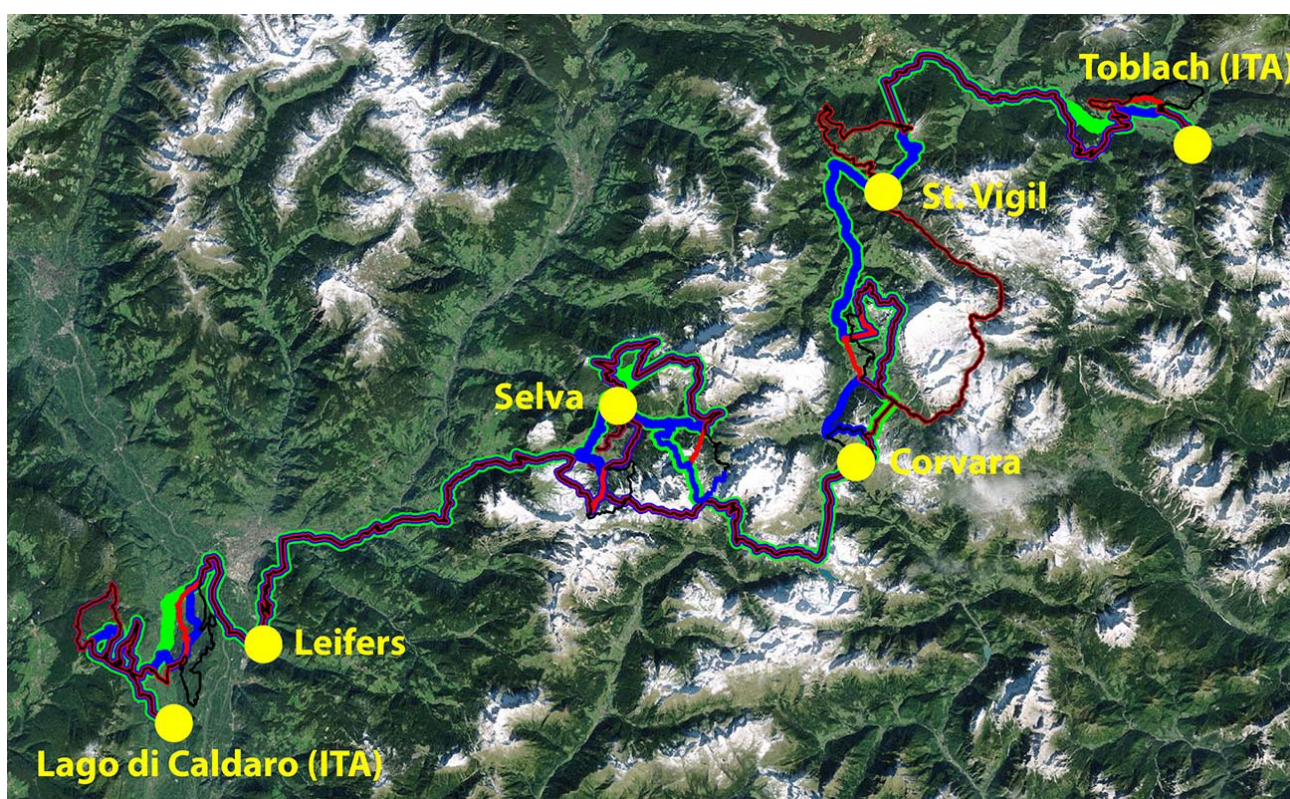 Toblach (ITA)
St. Vigil
Selva
Corvara
Leifers
Lago di Caldaro (ITA)